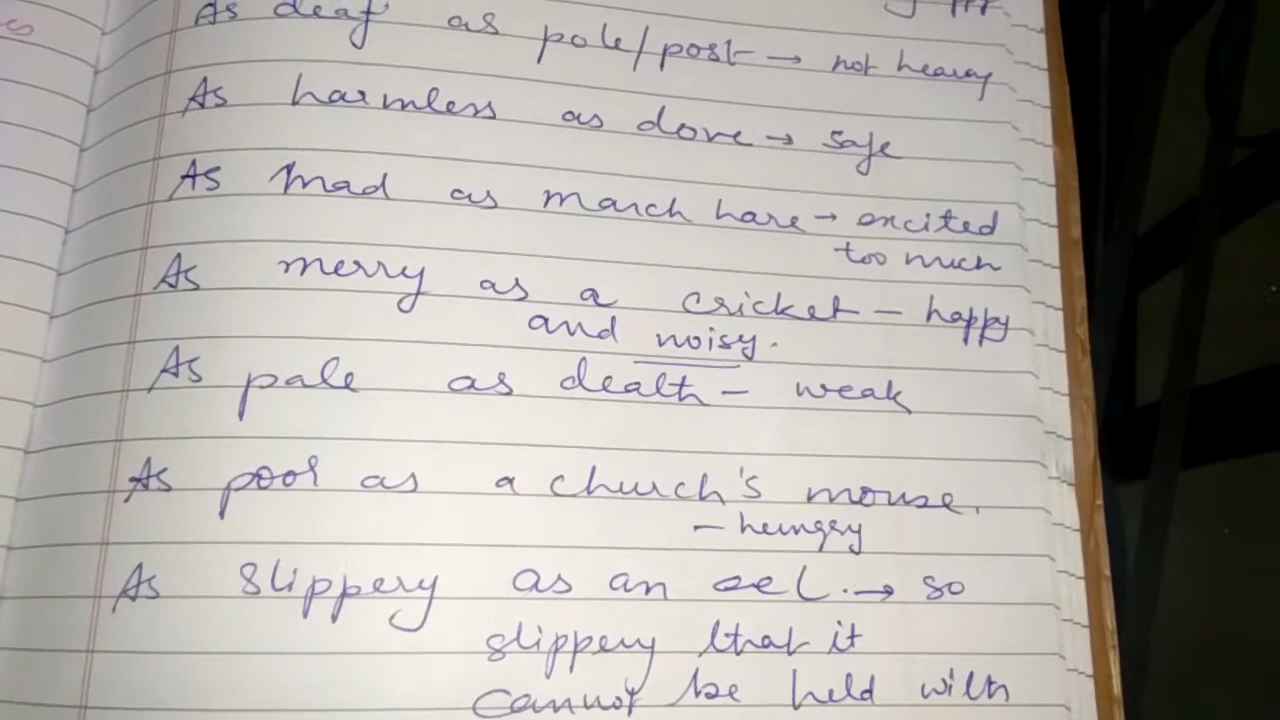 As deaf as pole/post → not hearing
As harmless as dove → safe
As mad as march hare → excited
too much
As merry as a cricket – happy
and noisy.
As pale as death – weak
As poor as a church's mouse.
– hungry
As slippery as an eel. → so
slippery that it
cannot be held with